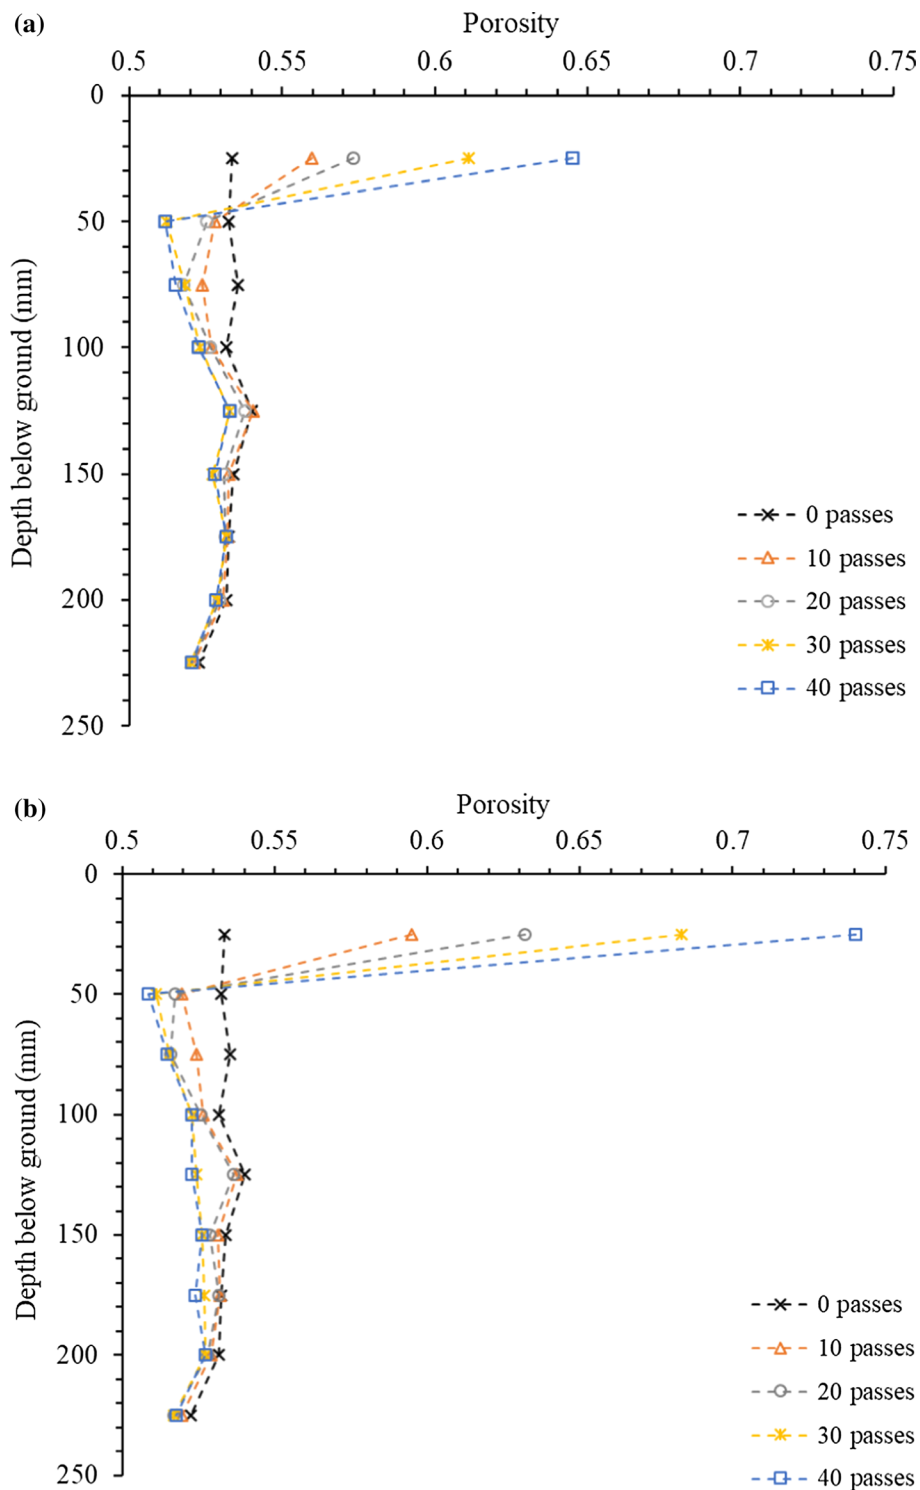 (a)
Porosity
0.5 0.55 0.6 0.65 0.7 0.75
0
50
100
150
200
250
Depth below ground (mm)
0 passes
10 passes
20 passes
30 passes
40 passes
(b)
Porosity
0.5 0.55 0.6 0.65 0.7 0.75
0
50
100
150
200
250
Depth below ground (mm)
0 passes
10 passes
20 passes
30 passes
40 passes